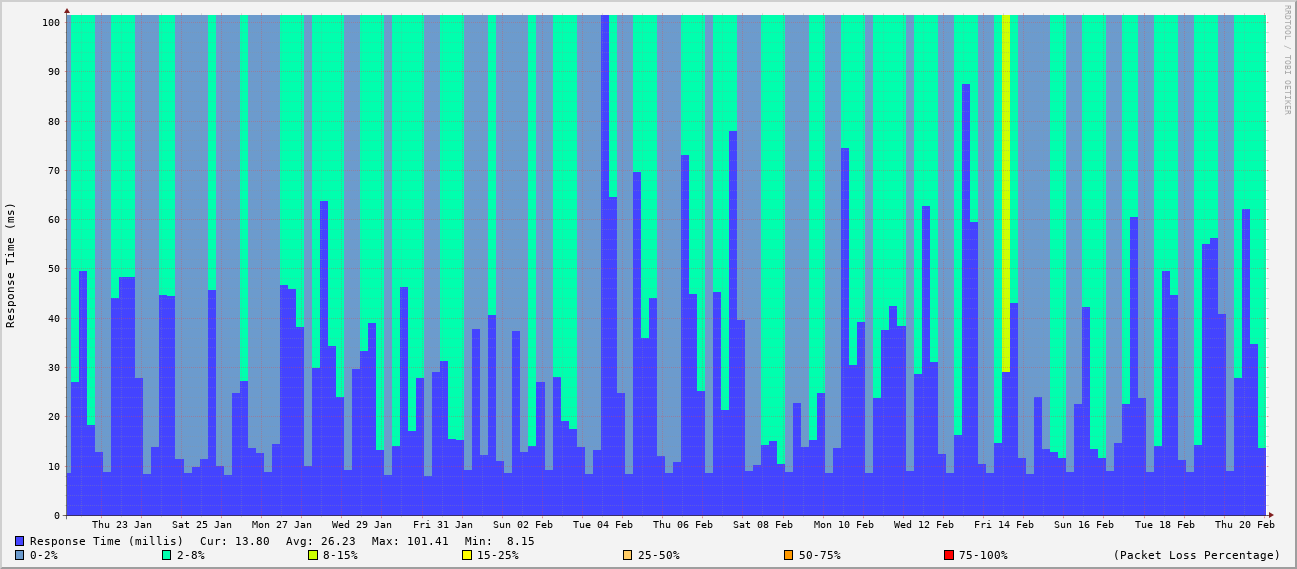 RRDTOOL / TOBI OETIKER
Response Time (ms)
100
90
80
70
60
50
40
30
20
10
0
Thu 23 Jan Sat 25 Jan Mon 27 Jan Wed 29 Jan Fri 31 Jan Sun 02 Feb Tue 04 Feb Thu 06 Feb Sat 08 Feb Mon 10 Feb Wed 12 Feb Fri 14 Feb Sun 16 Feb Tue 18 Feb Thu 20 Feb
Response Time (millis) Cur: 13.80 Avg: 26.23 Max: 101.41 Min: 8.15
0-2% 2-8% 8-15% 15-25% 25-50% 50-75% 75-100% (Packet Loss Percentage)